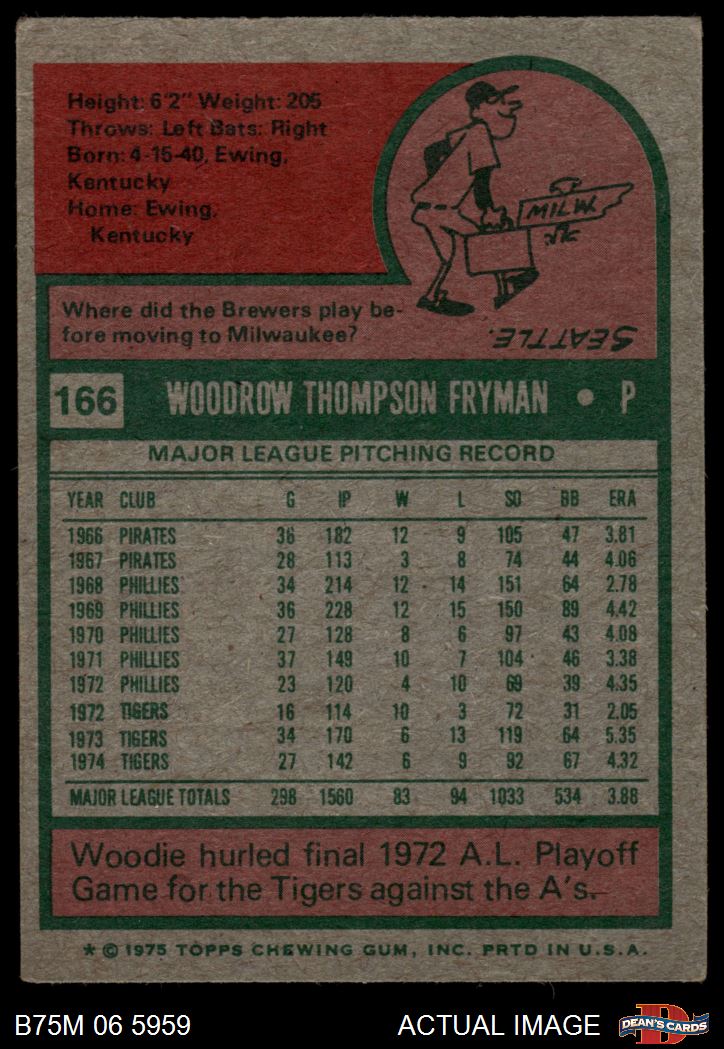 Height: 6'2" Weight: 205
Throws: Left Bats: Right
Born: 4-15-40, Ewing,
Kentucky
Home: Ewing,
Kentucky
MILW.
Where did the Brewers play be-
fore moving to Milwaukee?
SEATTLE.
166 WOODROW THOMPSON FRYMAN • P
MAJOR LEAGUE PITCHING RECORD
YEAR CLUB G IP W L SO BB ERA
1966 PIRATES 36 182 12 9 105 47 3.81
1967 PIRATES 28 113 3 8 74 44 4.06
1968 PHILLIES 34 214 12 14 151 64 2.78
1969 PHILLIES 36 228 12 15 150 89 4.42
1970 PHILLIES 27 128 8 6 97 43 4.08
1971 PHILLIES 37 149 10 7 104 46 3.38
1972 PHILLIES 23 120 4 10 69 39 4.35
1972 TIGERS 16 114 10 3 72 31 2.05
1973 TIGERS 34 170 6 13 119 64 5.35
1974 TIGERS 27 142 6 9 92 67 4.32
MAJOR LEAGUE TOTALS 298 1560 83 94 1033 534 3.88
Woodie hurled final 1972 A.L. Playoff
Game for the Tigers against the A's.
* © 1975 TOPPS CHEWING GUM, INC. PRTD IN U.S.A.
B75M 06 5959 ACTUAL IMAGE D DEAN'S CARDS